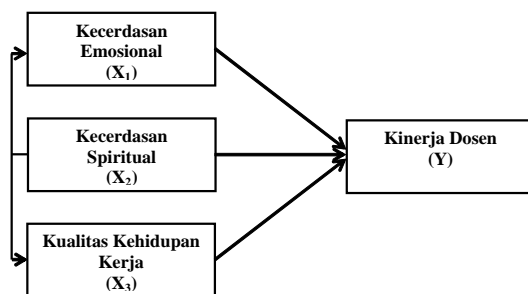 Kecerdasan
Emosional
(X₁)
Kecerdasan
Spiritual
(X₂)
Kinerja Dosen
(Y)
Kualitas Kehidupan
Kerja
(X₃)